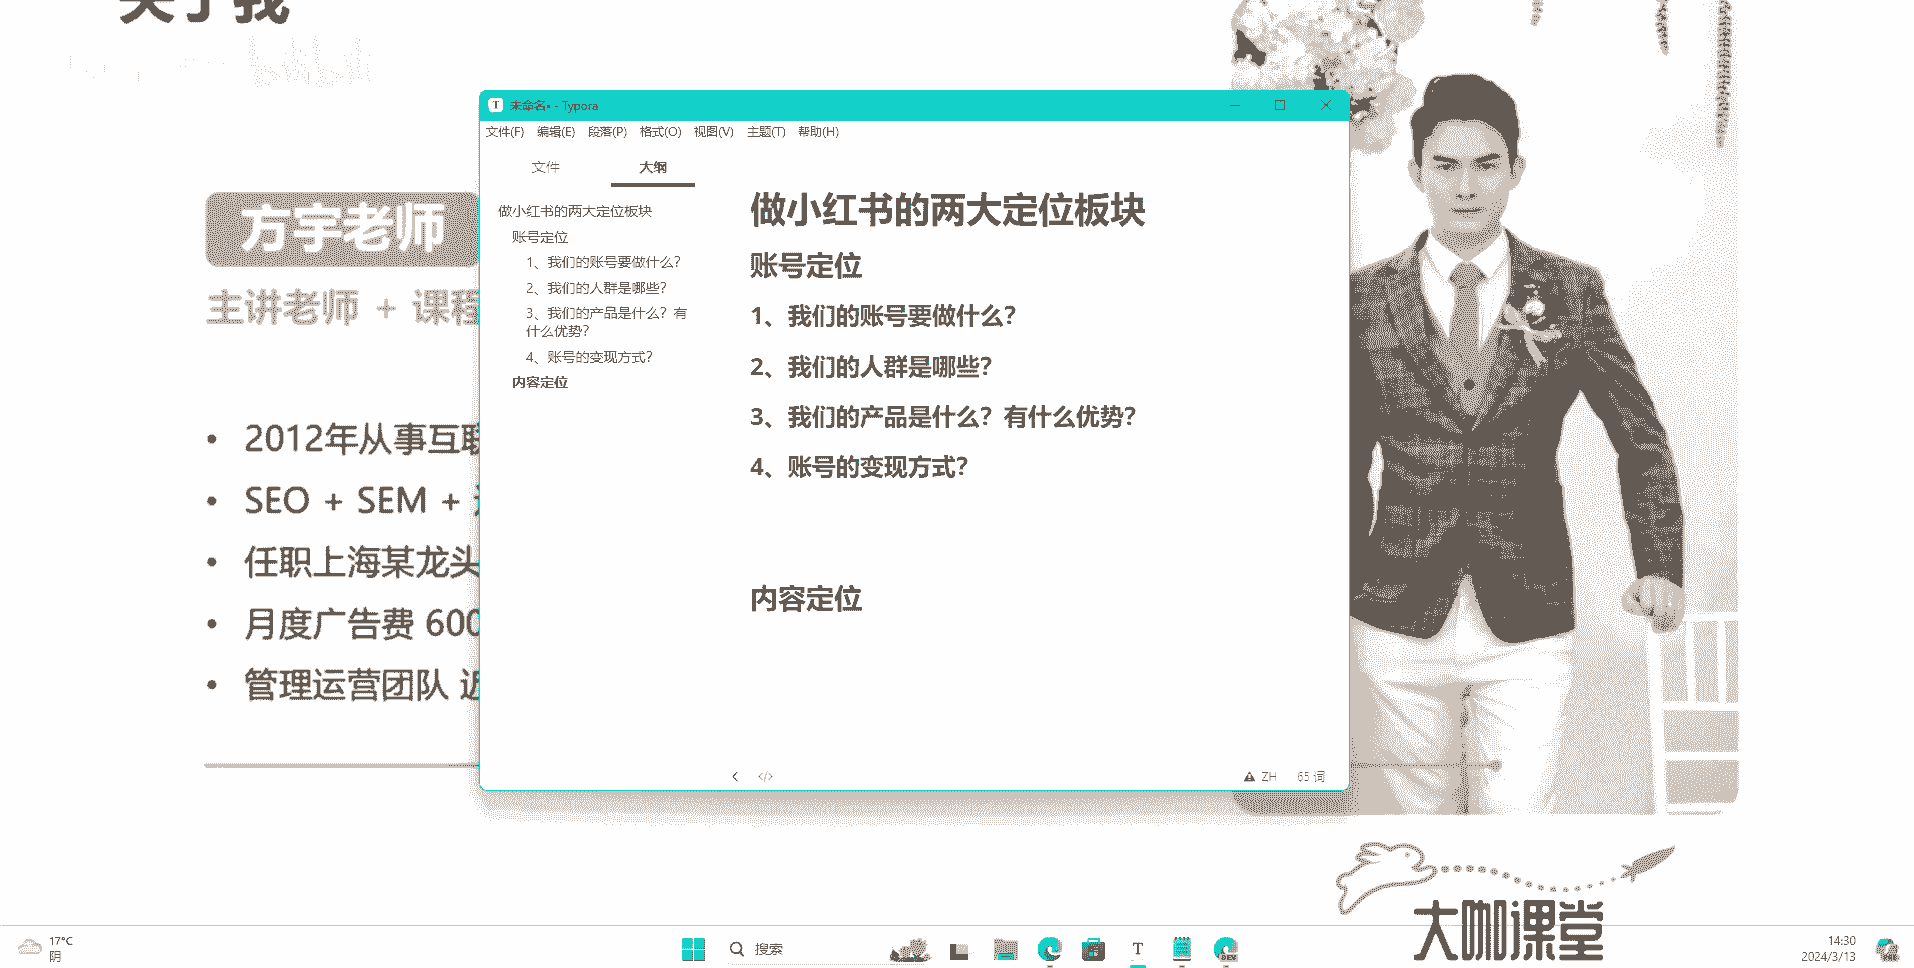 关于我
bilibili
方宇老师
主讲老师 + 课程
• 2012年从事互联
• SEO + SEM +
• 任职上海某龙头
• 月度广告费 600
• 管理运营团队 近
未命名• - Typora
文件(F) 编辑(E) 段落(P) 格式(O) 视图(V) 主题(T) 帮助(H)
文件 大纲
做小红书的两大定位板块
账号定位
1、我们的账号要做什么?
2、我们的人群是哪些?
3、我们的产品是什么? 有
什么优势?
4、账号的变现方式?
内容定位
做小红书的两大定位板块
账号定位
1、我们的账号要做什么?
2、我们的人群是哪些?
3、我们的产品是什么? 有什么优势?
4、账号的变现方式?
内容定位
ZH 65 词
大咖课堂
17°C
阴
搜索
DEV
14:30
2024/3/13